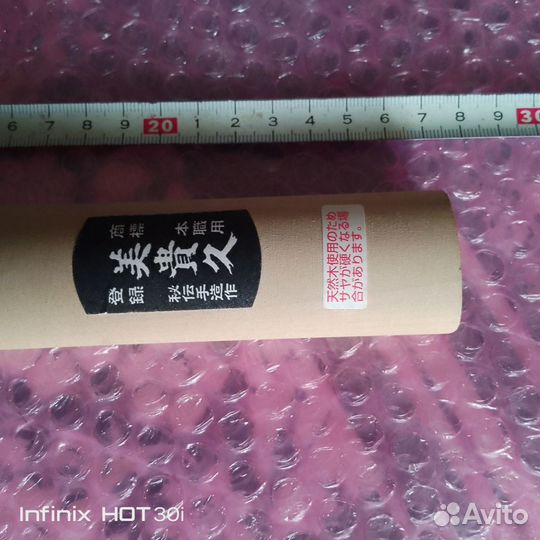 6 7 8 9 20 1 2 3 4 5 6 7 8 9 30
商標 本職用
美貴久
登録 秘伝手造作
天然木使用のため
サヤが硬くなる場
合があります。
Infinix HOT 30i
Avito